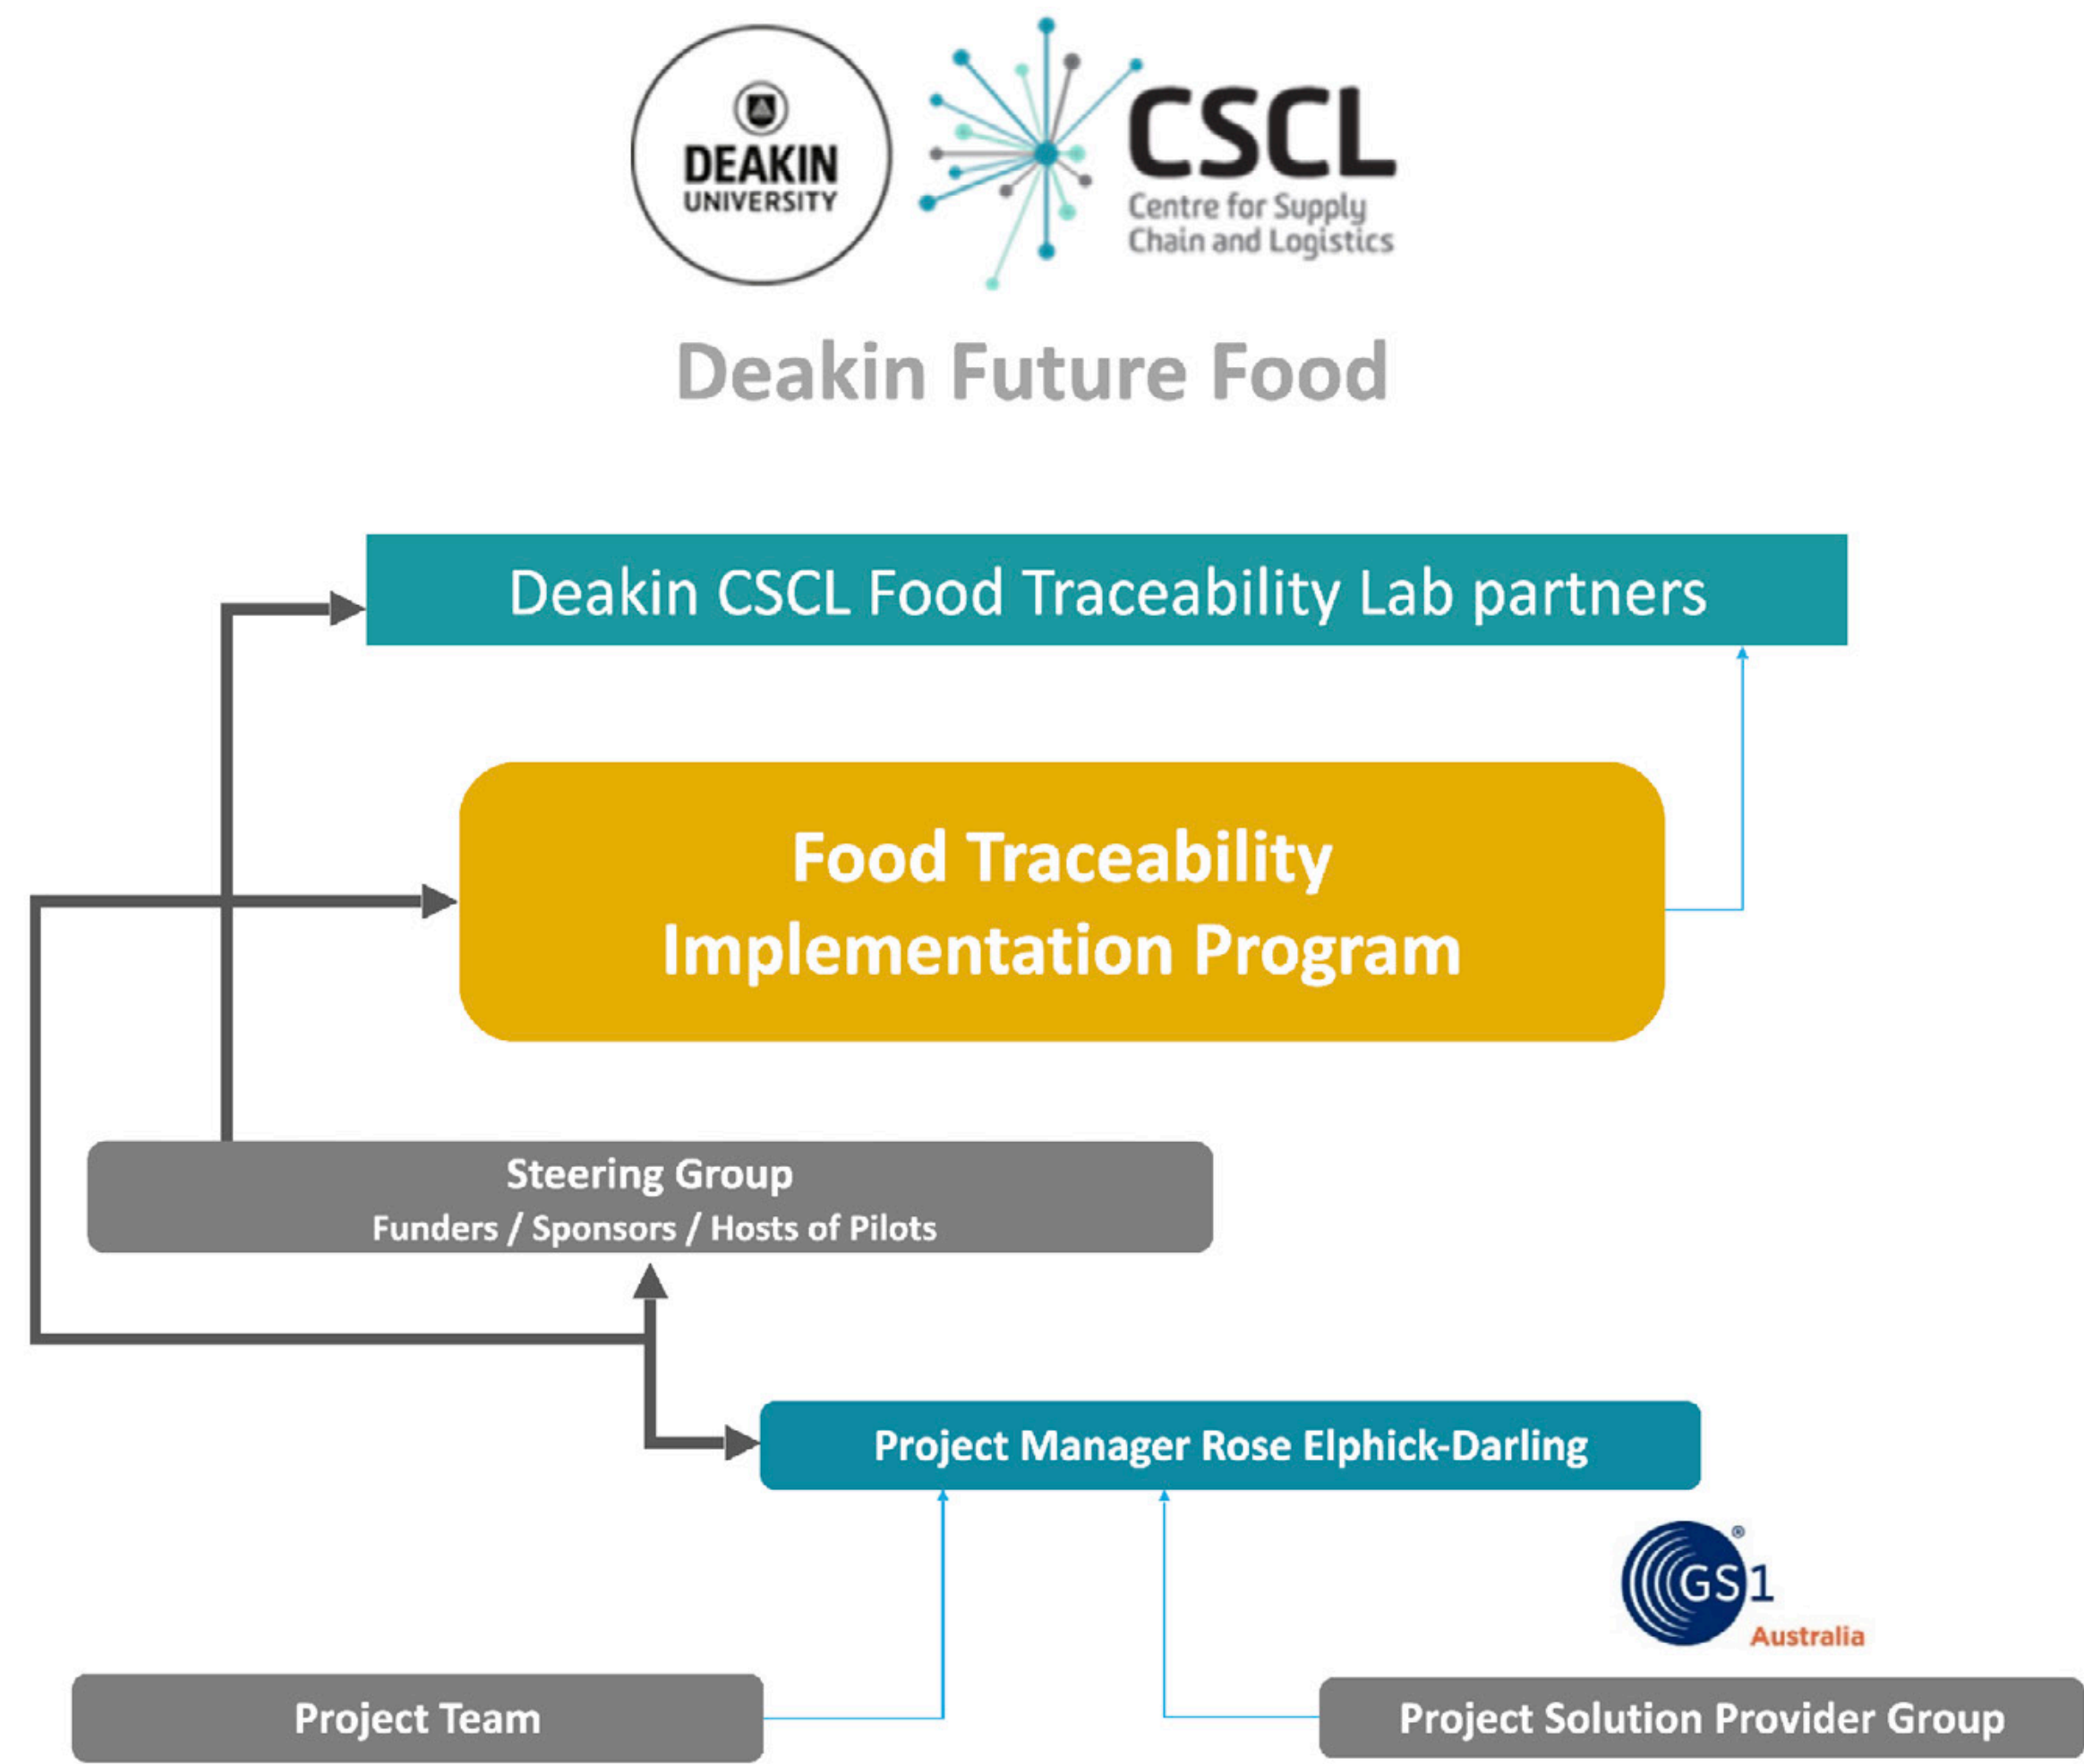 DEAKIN
UNIVERSITY
CSCL
Centre for Supply
Chain and Logistics
Deakin Future Food
Deakin CSCL Food Traceability Lab partners
Food Traceability
Implementation Program
Steering Group
Funders / Sponsors / Hosts of Pilots
Project Manager Rose Elphick-Darling
GS1®
Australia
Project Team
Project Solution Provider Group